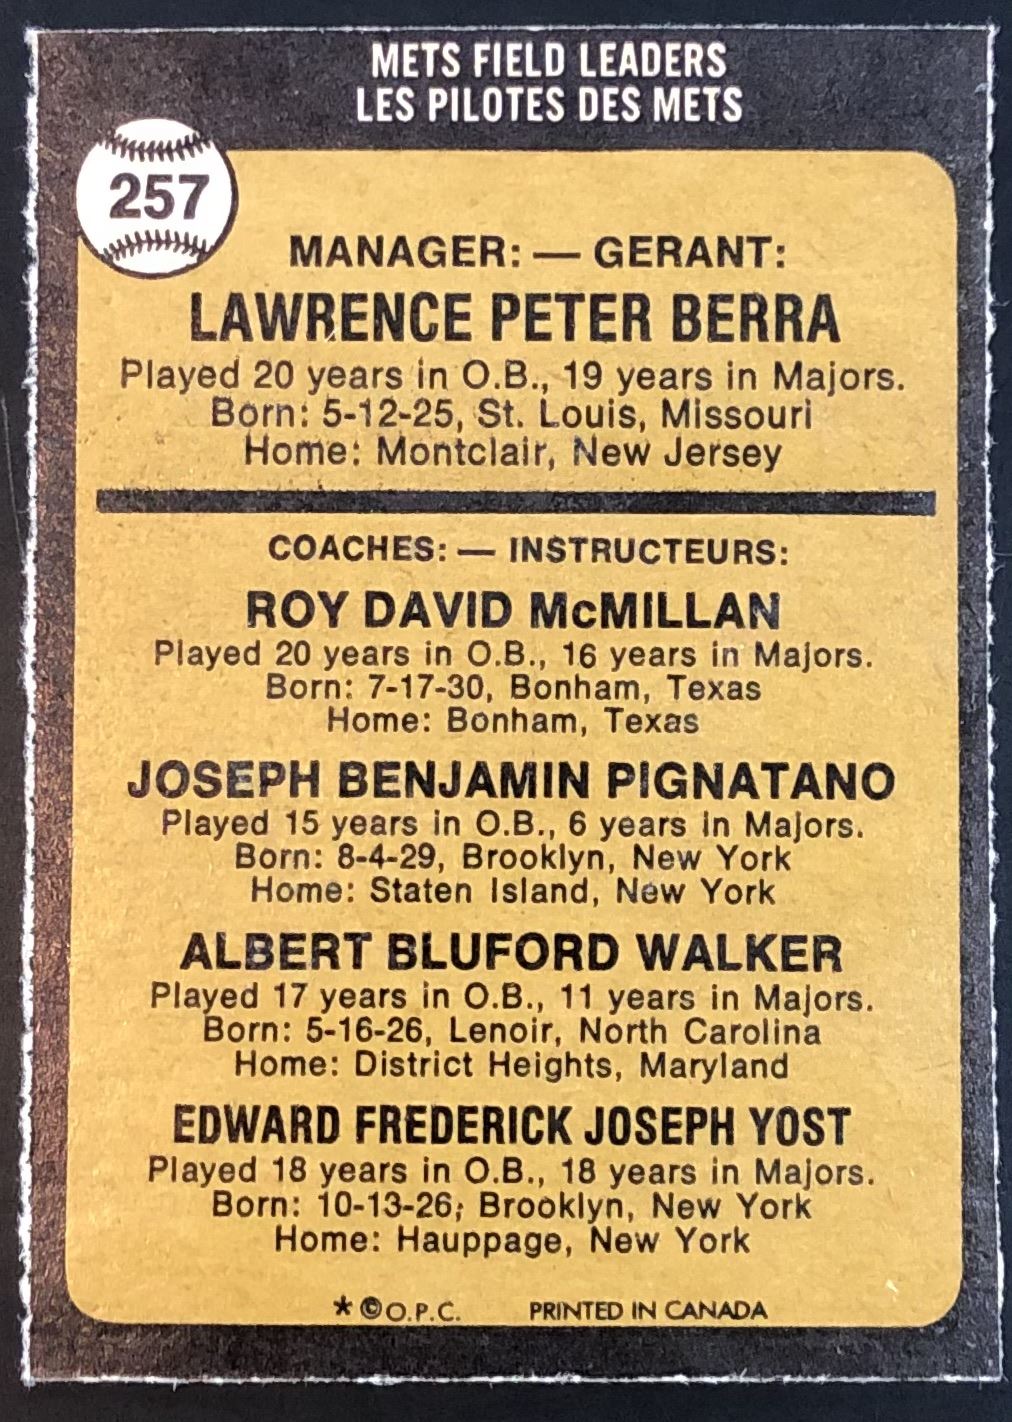 METS FIELD LEADERS
LES PILOTES DES METS
257
MANAGER: — GERANT:
LAWRENCE PETER BERRA
Played 20 years in O.B., 19 years in Majors.
Born: 5-12-25, St. Louis, Missouri
Home: Montclair, New Jersey
COACHES: — INSTRUCTEURS:
ROY DAVID McMILLAN
Played 20 years in O.B., 16 years in Majors.
Born: 7-17-30, Bonham, Texas
Home: Bonham, Texas
JOSEPH BENJAMIN PIGNATANO
Played 15 years in O.B., 6 years in Majors.
Born: 8-4-29, Brooklyn, New York
Home: Staten Island, New York
ALBERT BLUFORD WALKER
Played 17 years in O.B., 11 years in Majors.
Born: 5-16-26, Lenoir, North Carolina
Home: District Heights, Maryland
EDWARD FREDERICK JOSEPH YOST
Played 18 years in O.B., 18 years in Majors.
Born: 10-13-26; Brooklyn, New York
Home: Hauppage, New York
* © O.P.C. PRINTED IN CANADA